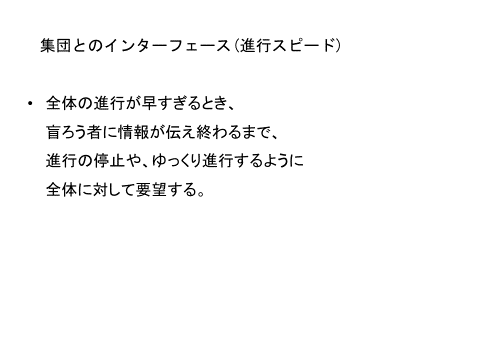 集団とのインターフェース(進行スピード)
• 全体の進行が早すぎるとき、
盲ろう者に情報が伝え終わるまで、
進行の停止や、ゆっくり進行するように
全体に対して要望する。